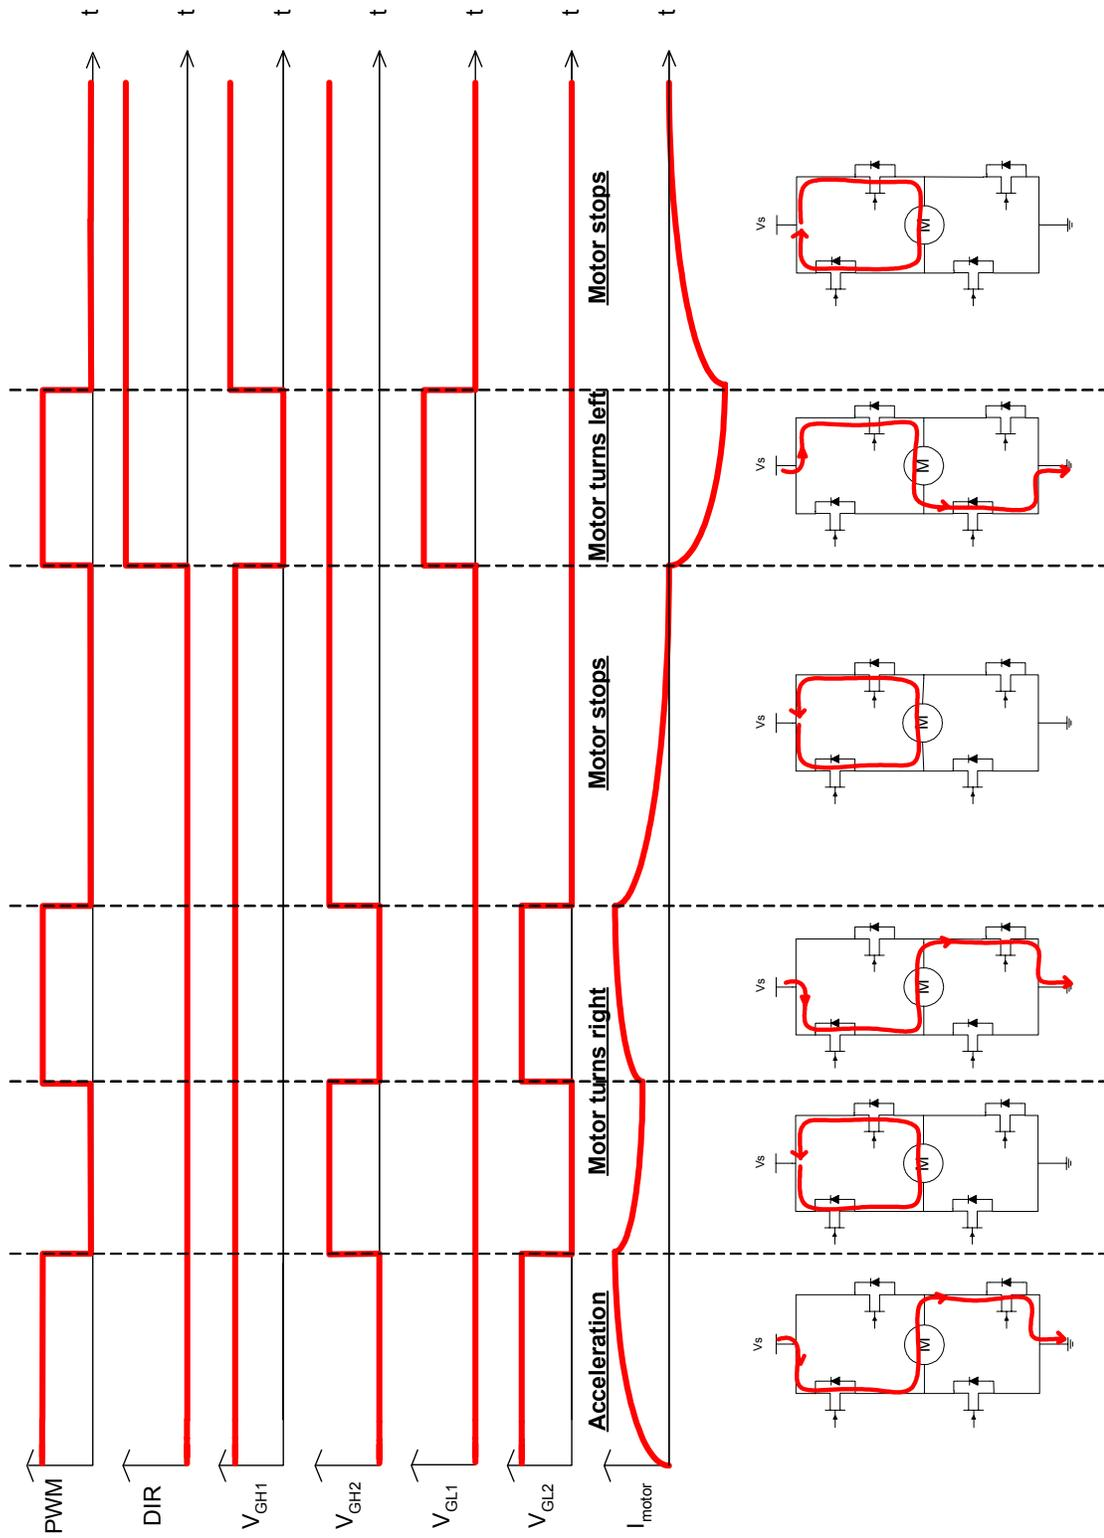 PWM t
DIR t
VGH1 t
VGH2 t
VGL1 t
VGL2 t
Acceleration
Motor turns right
Motor stops
Motor turns left
Motor stops
Imotor t
Vs Vs Vs Vs Vs Vs
M M M M M M